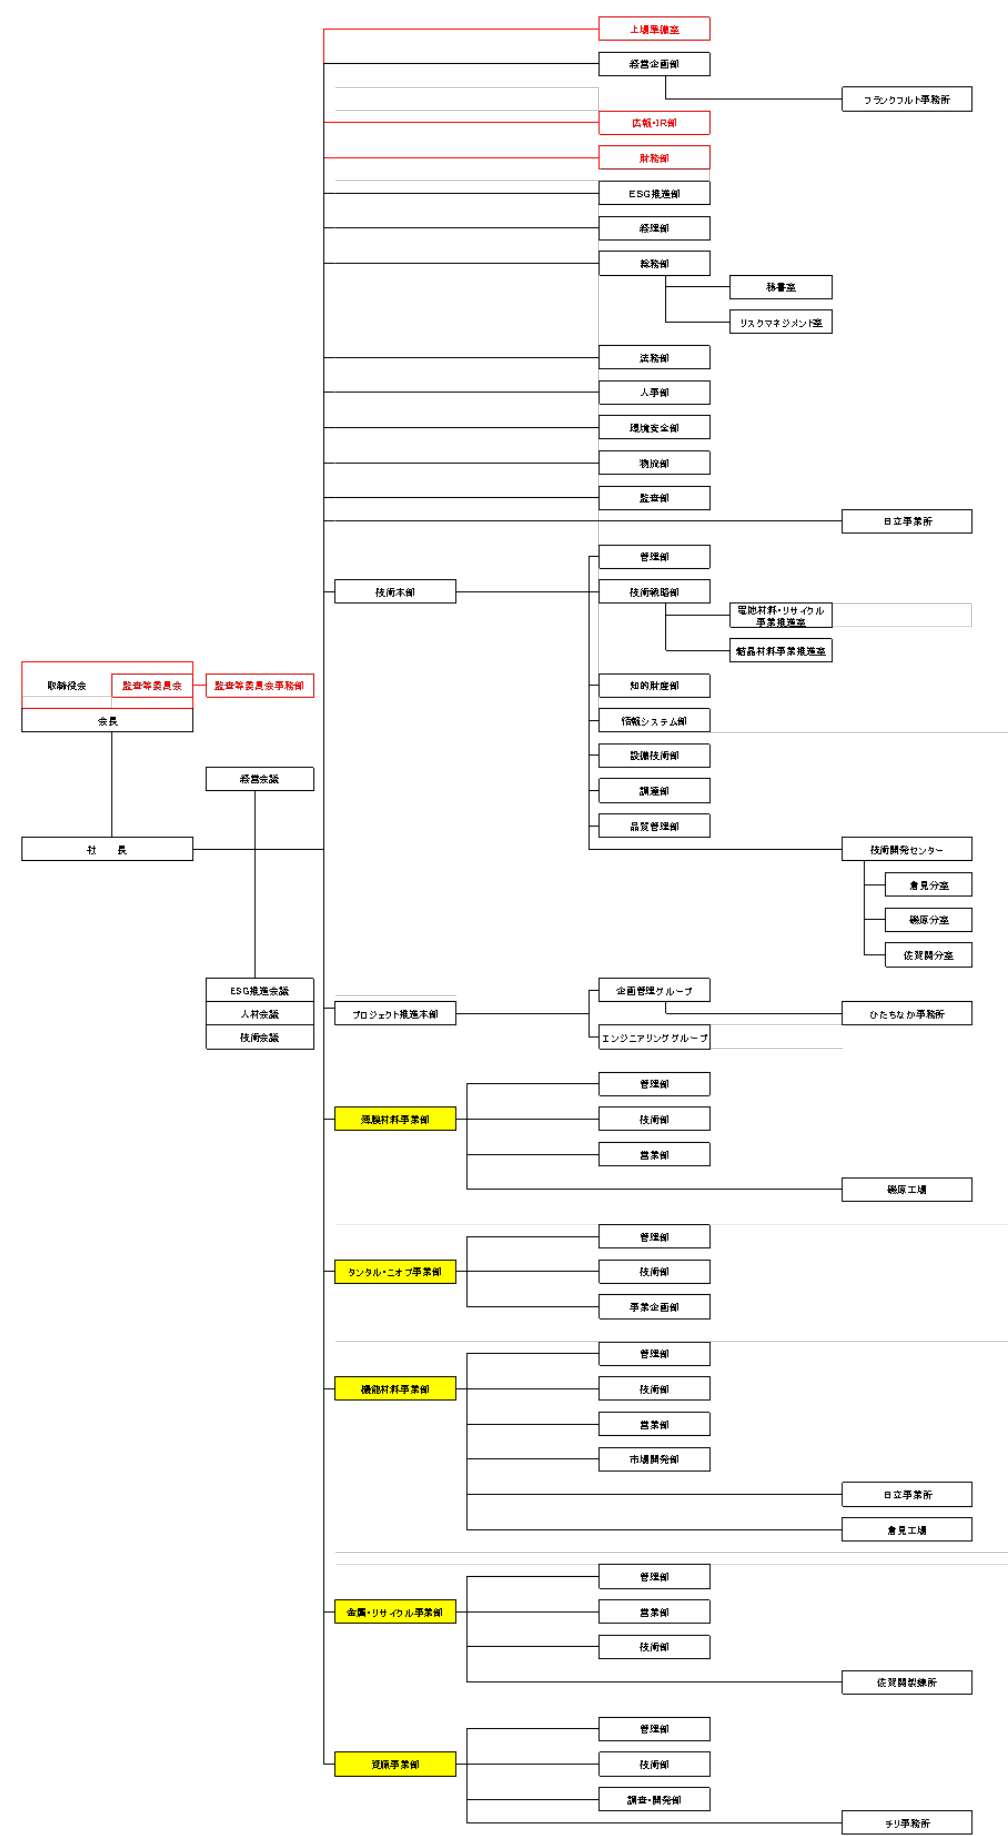 上場準備室
経営企画部
フランクフルト事務所
広報・IR部
財務部
ESG推進部
経理部
総務部
秘書室
リスクマネジメント室
法務部
人事部
環境安全部
物流部
監査部
日立事業所
管理部
技術本部
技術戦略部
電池材料・リサイクル
事業推進室
結晶材料事業推進室
取締役会
監査等委員会
監査等委員会事務部
知的財産部
会長
情報システム部
設備技術部
経営会議
調達部
品質管理部
社　長
技術開発センター
倉見分室
磯原分室
佐賀関分室
ESG推進会議
企画管理グループ
人材会議
プロジェクト推進本部
ひたちなか事務所
技術会議
エンジニアリンググループ
管理部
薄膜材料事業部
技術部
営業部
磯原工場
管理部
タンタル・ニオブ事業部
技術部
事業企画部
管理部
機能材料事業部
技術部
営業部
市場開発部
日立事業所
倉見工場
管理部
金属・リサイクル事業部
営業部
技術部
佐賀関製錬所
管理部
資源事業部
技術部
調査・開発部
チリ事務所